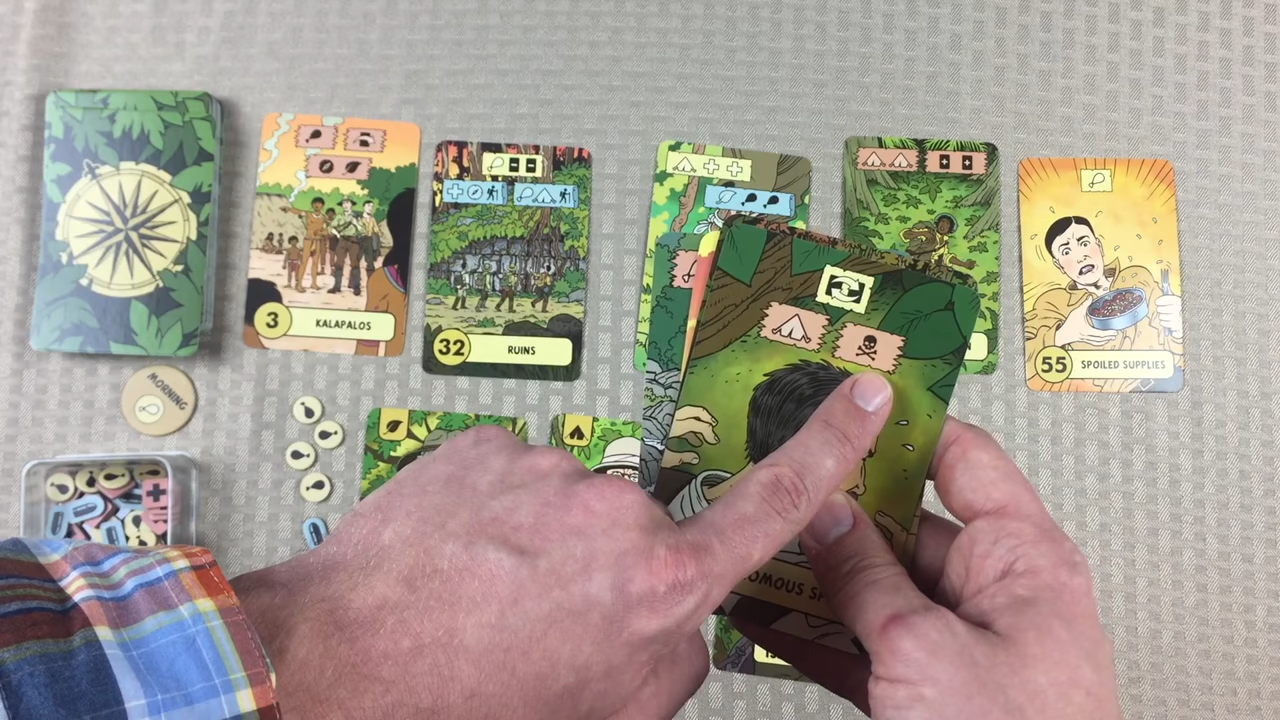 3 KALAPALOS
32 RUINS
55 SPOILED SUPPLIES
MORNING